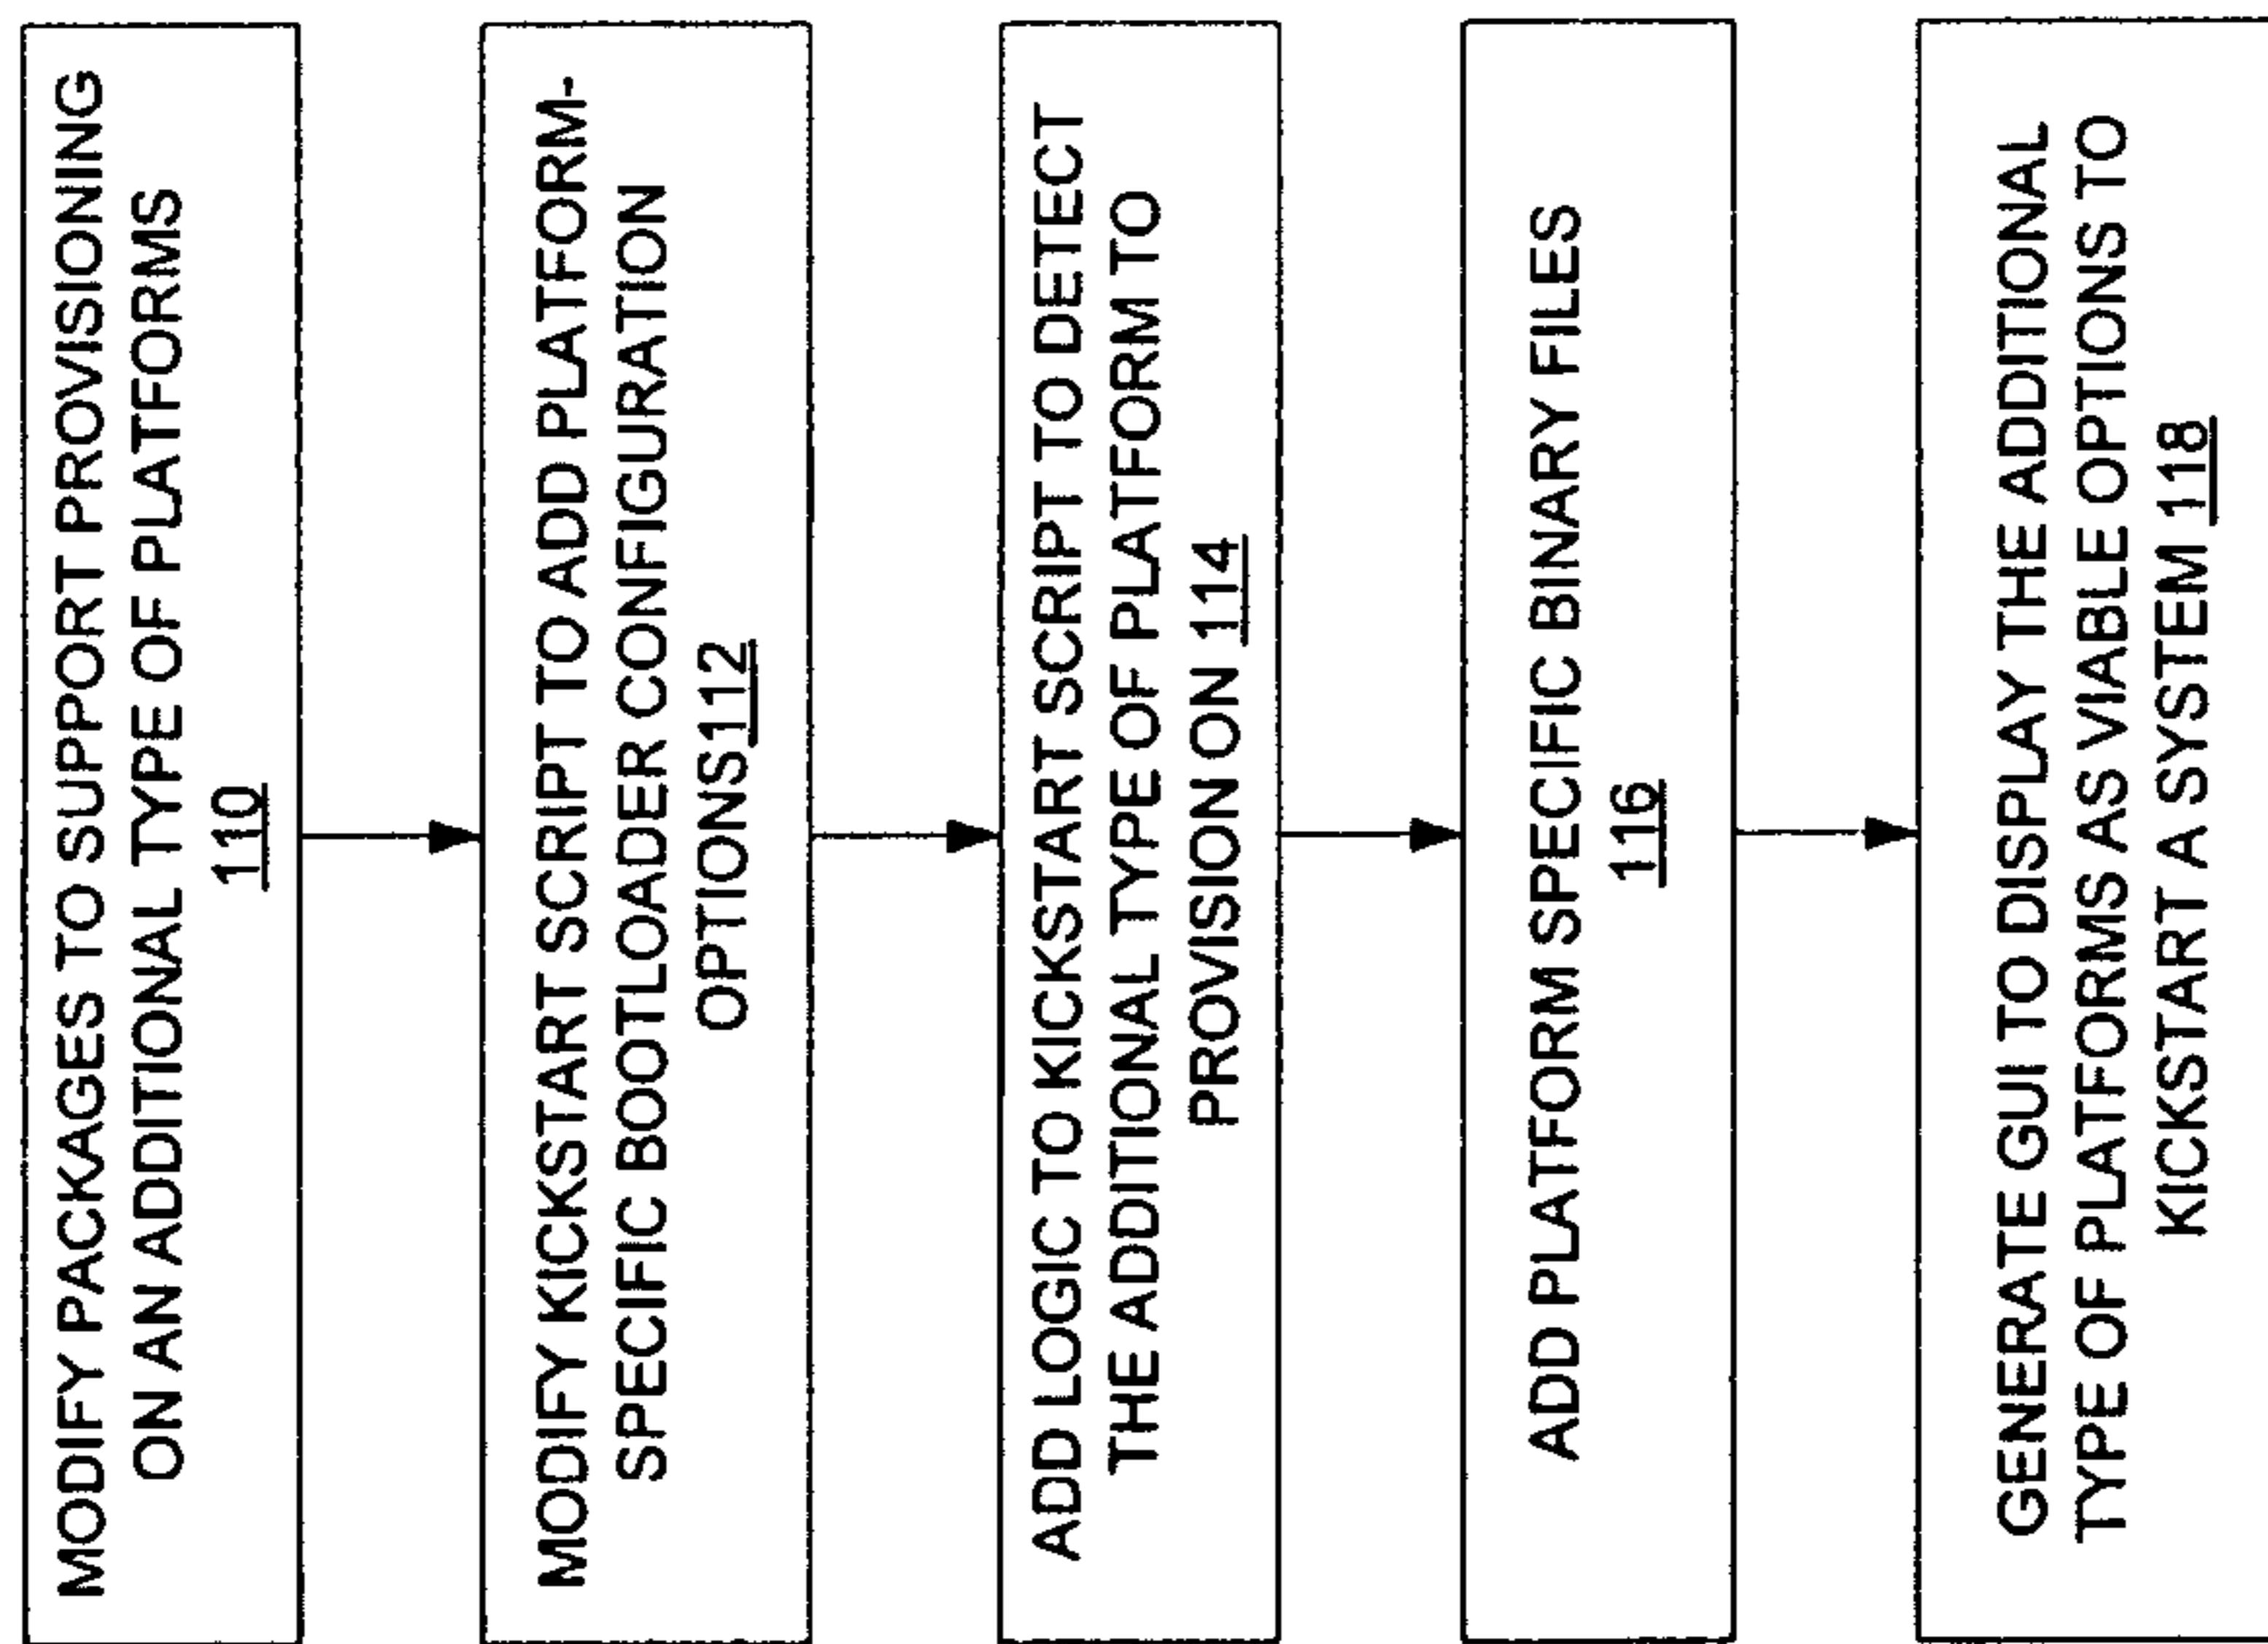 MODIFY PACKAGES TO SUPPORT PROVISIONING
ON AN ADDITIONAL TYPE OF PLATFORMS
110
MODIFY KICKSTART SCRIPT TO ADD PLATFORM-
SPECIFIC BOOTLOADER CONFIGURATION
OPTIONS112
ADD LOGIC TO KICKSTART SCRIPT TO DETECT
THE ADDITIONAL TYPE OF PLATFORM TO
PROVISION ON 114
ADD PLATFORM SPECIFIC BINARY FILES
116
GENERATE GUI TO DISPLAY THE ADDITIONAL
TYPE OF PLATFORMS AS VIABLE OPTIONS TO
KICKSTART A SYSTEM 118